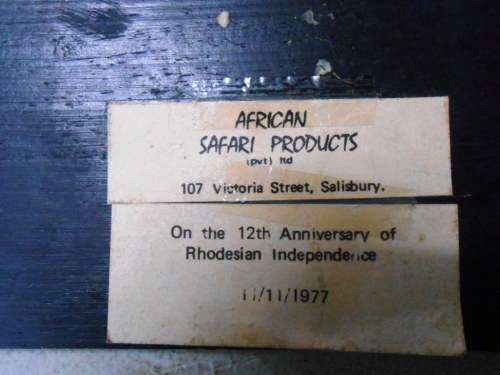 AFRICAN
SAFARI PRODUCTS
(pvt) ltd
107 Victoria Street, Salisbury.
On the 12th Anniversary of
Rhodesian Independence
11/11/1977